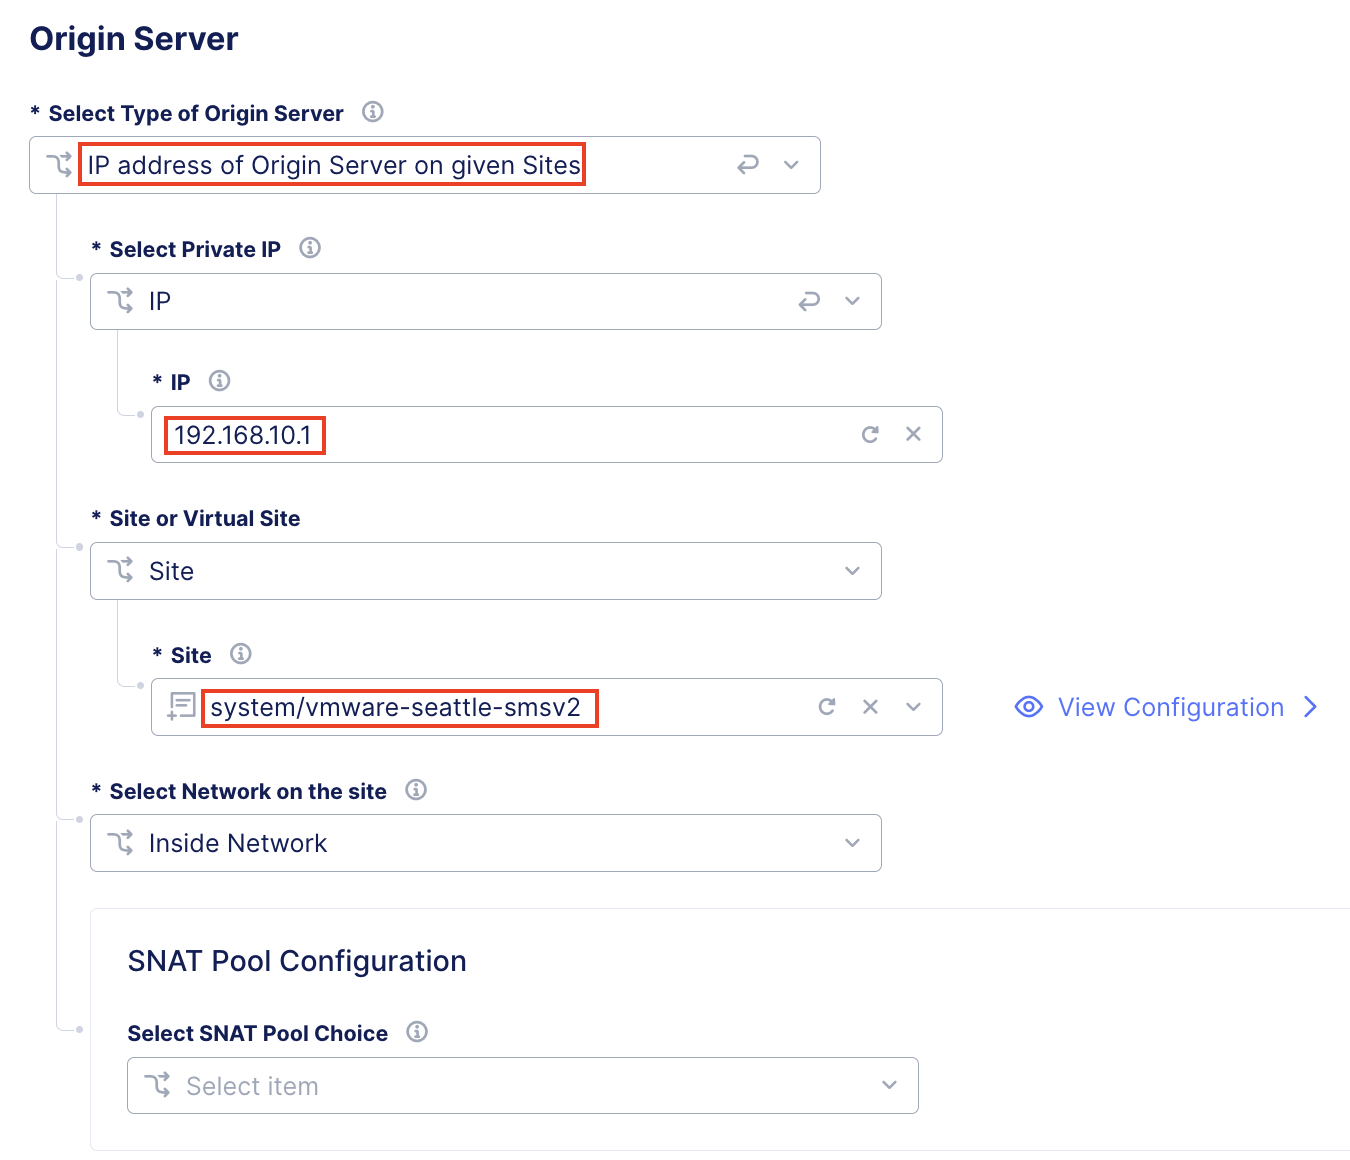 Origin Server
* Select Type of Origin Server
IP address of Origin Server on given Sites
* Select Private IP
IP
* IP
192.168.10.1
* Site or Virtual Site
Site
* Site
system/vmware-seattle-smsv2
View Configuration
* Select Network on the site
Inside Network
SNAT Pool Configuration
Select SNAT Pool Choice
Select item